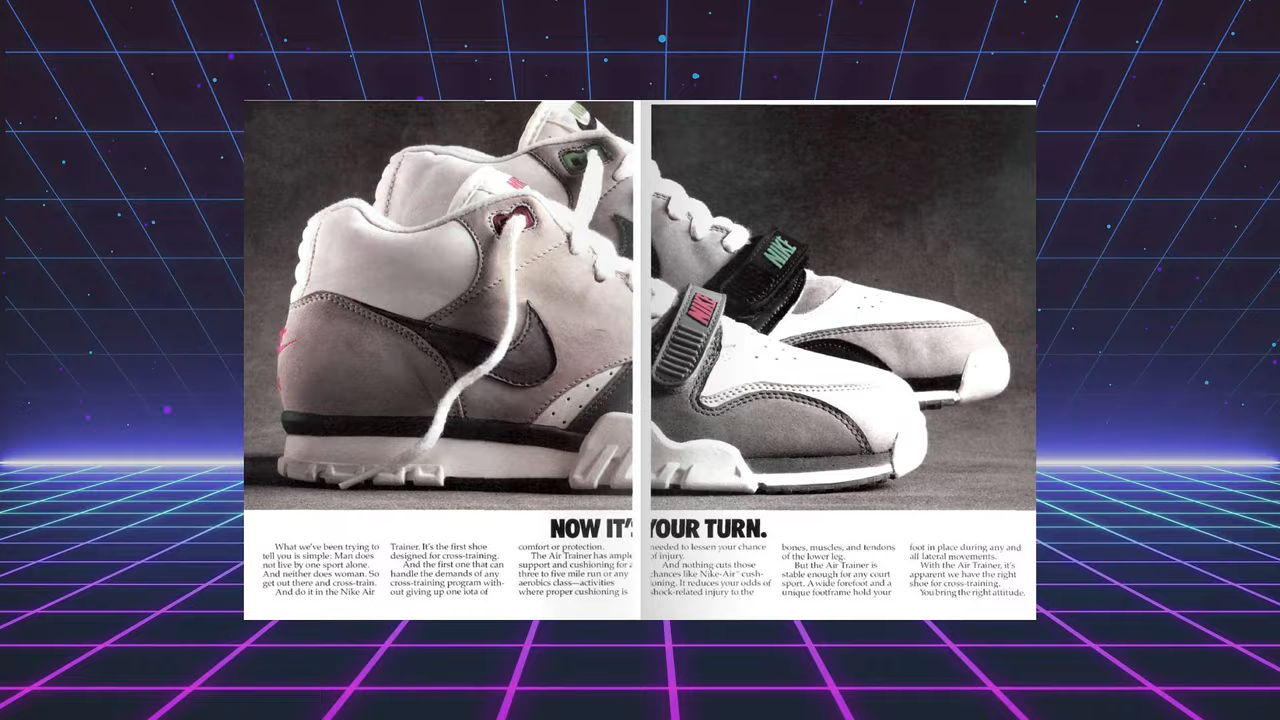 NIKE
NIKE
NOW IT'S YOUR TURN.
What we've been trying to
tell you is simple: Man does
not live by one sport alone.
And neither does woman. So
get out there and cross-train.
And do it in the Nike Air
Trainer. It's the first shoe
designed for cross-training.
And the first one that can
handle the demands of any
cross-training program with-
out giving up one iota of
comfort or protection.
The Air Trainer has ample
support and cushioning for a
three to five mile run or any
aerobics class—activities
where proper cushioning is
needed to lessen your chance
of injury.
And nothing cuts those
chances like Nike-Air™ cush-
ioning. It reduces your odds of
shock-related injury to the
bones, muscles, and tendons
of the lower leg.
But the Air Trainer is
stable enough for any court
sport. A wide forefoot and a
unique footframe hold your
foot in place during any and
all lateral movements.
With the Air Trainer, it's
apparent we have the right
shoe for cross-training.
You bring the right attitude.